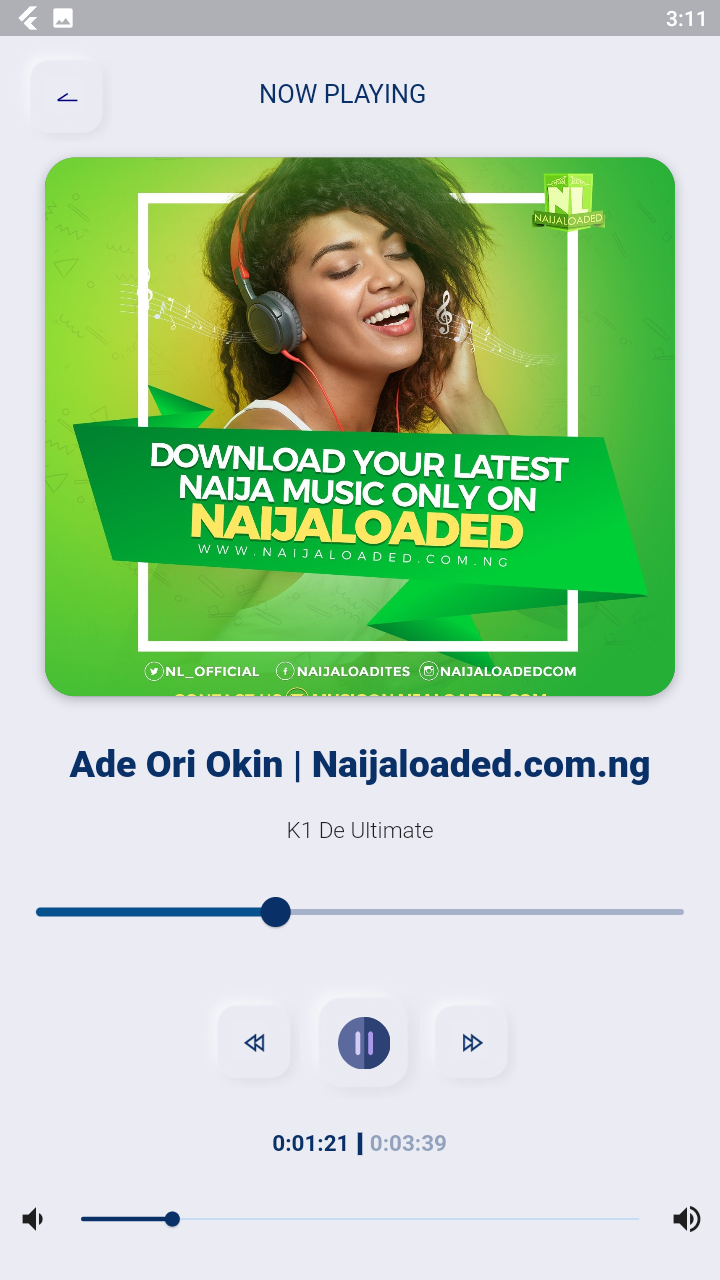 3:11
NOW PLAYING
NL
NAIJALOADED
DOWNLOAD YOUR LATEST
NAIJA MUSIC ONLY ON
NAIJALOADED
WWW.NAIJALOADED.COM.NG
NL_OFFICIAL NAIJALOADITES NAIJALOADEDCOM
Ade Ori Okin | Naijaloaded.com.ng
K1 De Ultimate
0:01:21 | 0:03:39